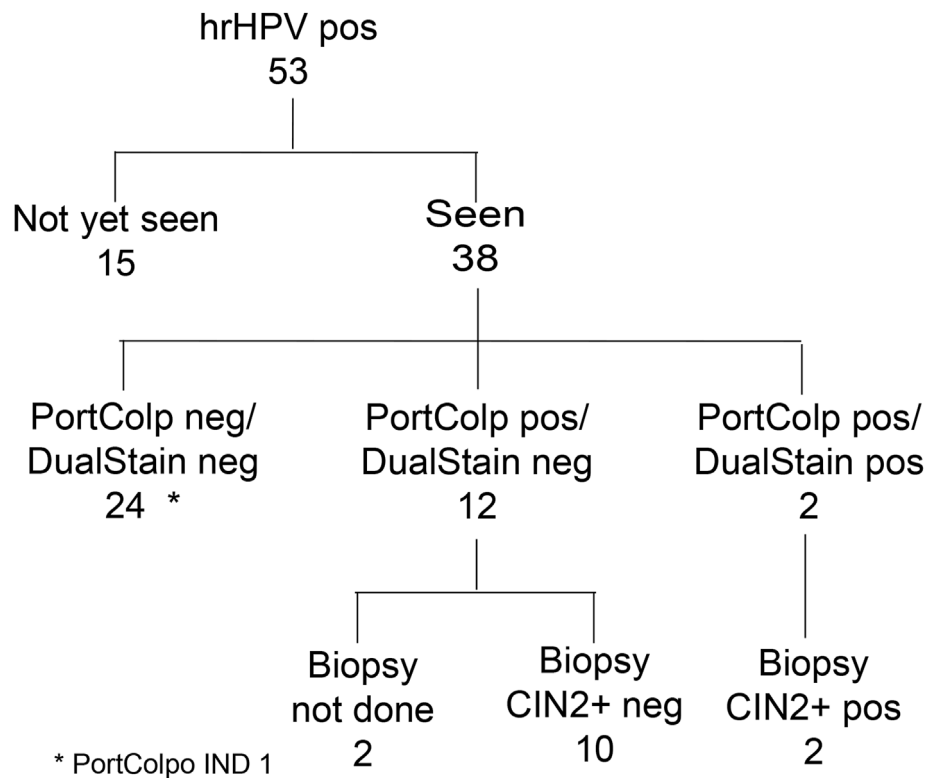 hrHPV pos
53
Not yet seen
15
Seen
38
PortColp neg/
DualStain neg
24 *
PortColp pos/
DualStain neg
12
PortColp pos/
DualStain pos
2
Biopsy
not done
2
Biopsy
CIN2+ neg
10
Biopsy
CIN2+ pos
2
* PortColpo IND 1